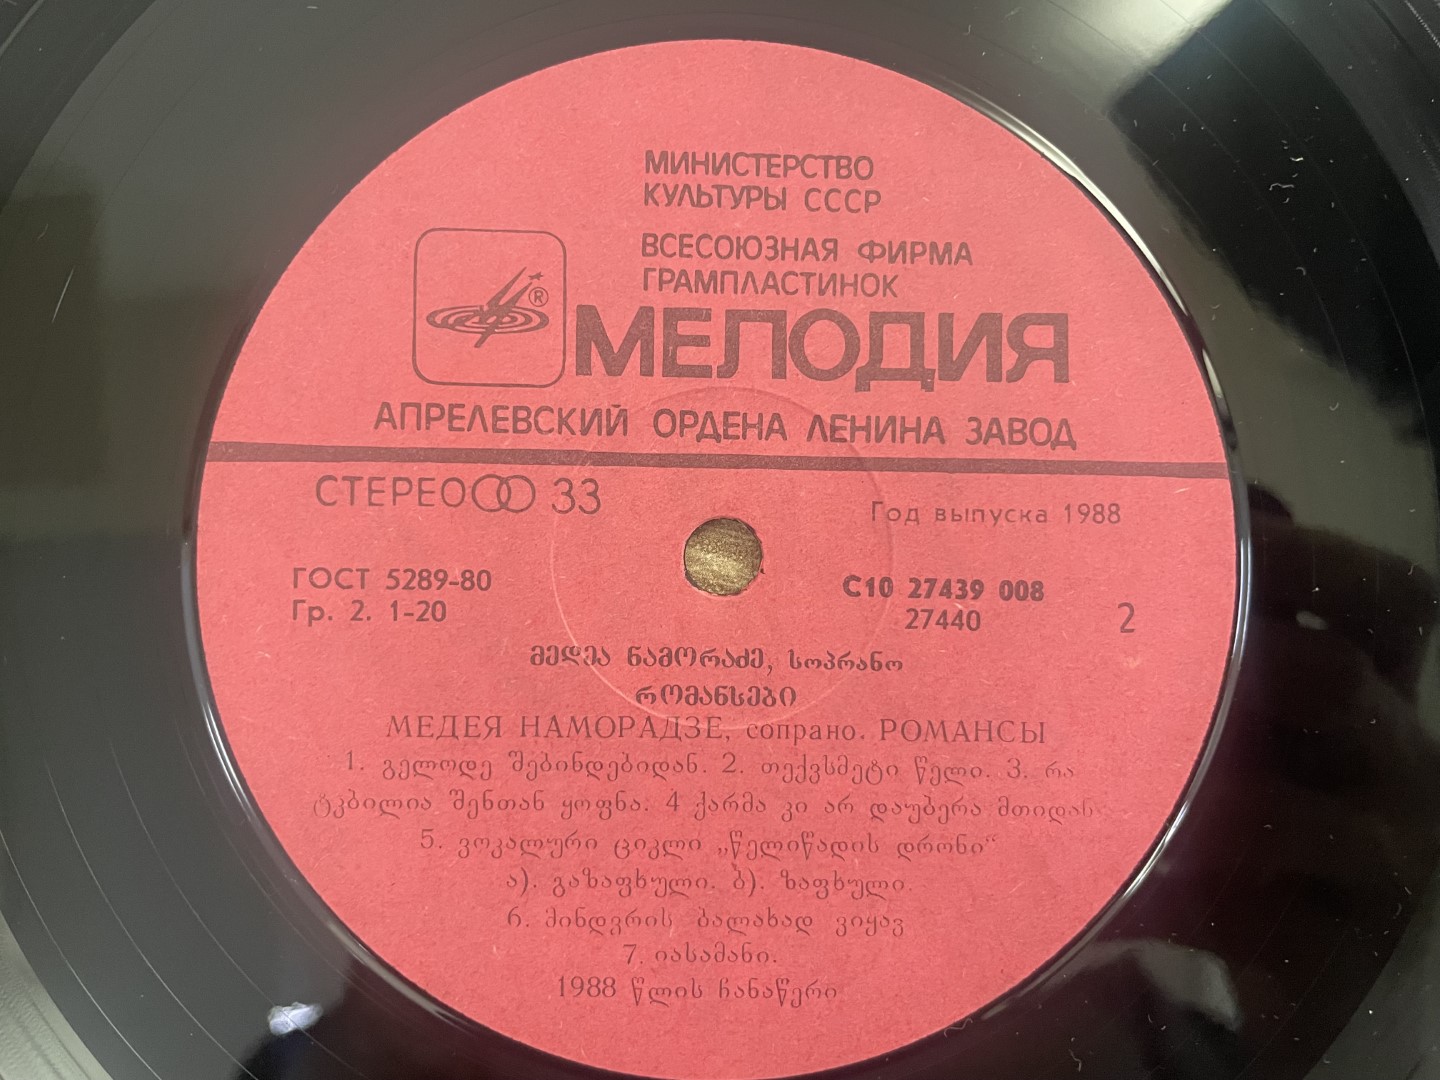 МИНИСТЕРСТВО
КУЛЬТУРЫ СССР
ВСЕСОЮЗНАЯ ФИРМА
ГРАМПЛАСТИНОК
®
МЕЛОДИЯ
АПРЕЛЕВСКИЙ ОРДЕНА ЛЕНИНА ЗАВОД
СТЕРЕО 33
Год выпуска 1988
ГОСТ 5289-80
Гр. 2. 1-20
С10 27439 008
27440
2
მედეა ნამორაძე, სოპრანო
რომანსები
МЕДЕЯ НАМОРАДЗЕ, сопрано. РОМАНСЫ
1. გელოდე შებინდებიდან. 2. თექვსმეტი წელი. 3. რა
ტკბილია შენთან ყოფნა. 4 ქარმა კი არ დაუბერა მთიდან
5. ვოკალური ციკლი „წელიწადის დრონი“
ა). გაზაფხული. ბ). ზაფხული.
6. მინდვრის ბალახად ვიყავ
7. იასამანი.
1988 წლის ჩანაწერი